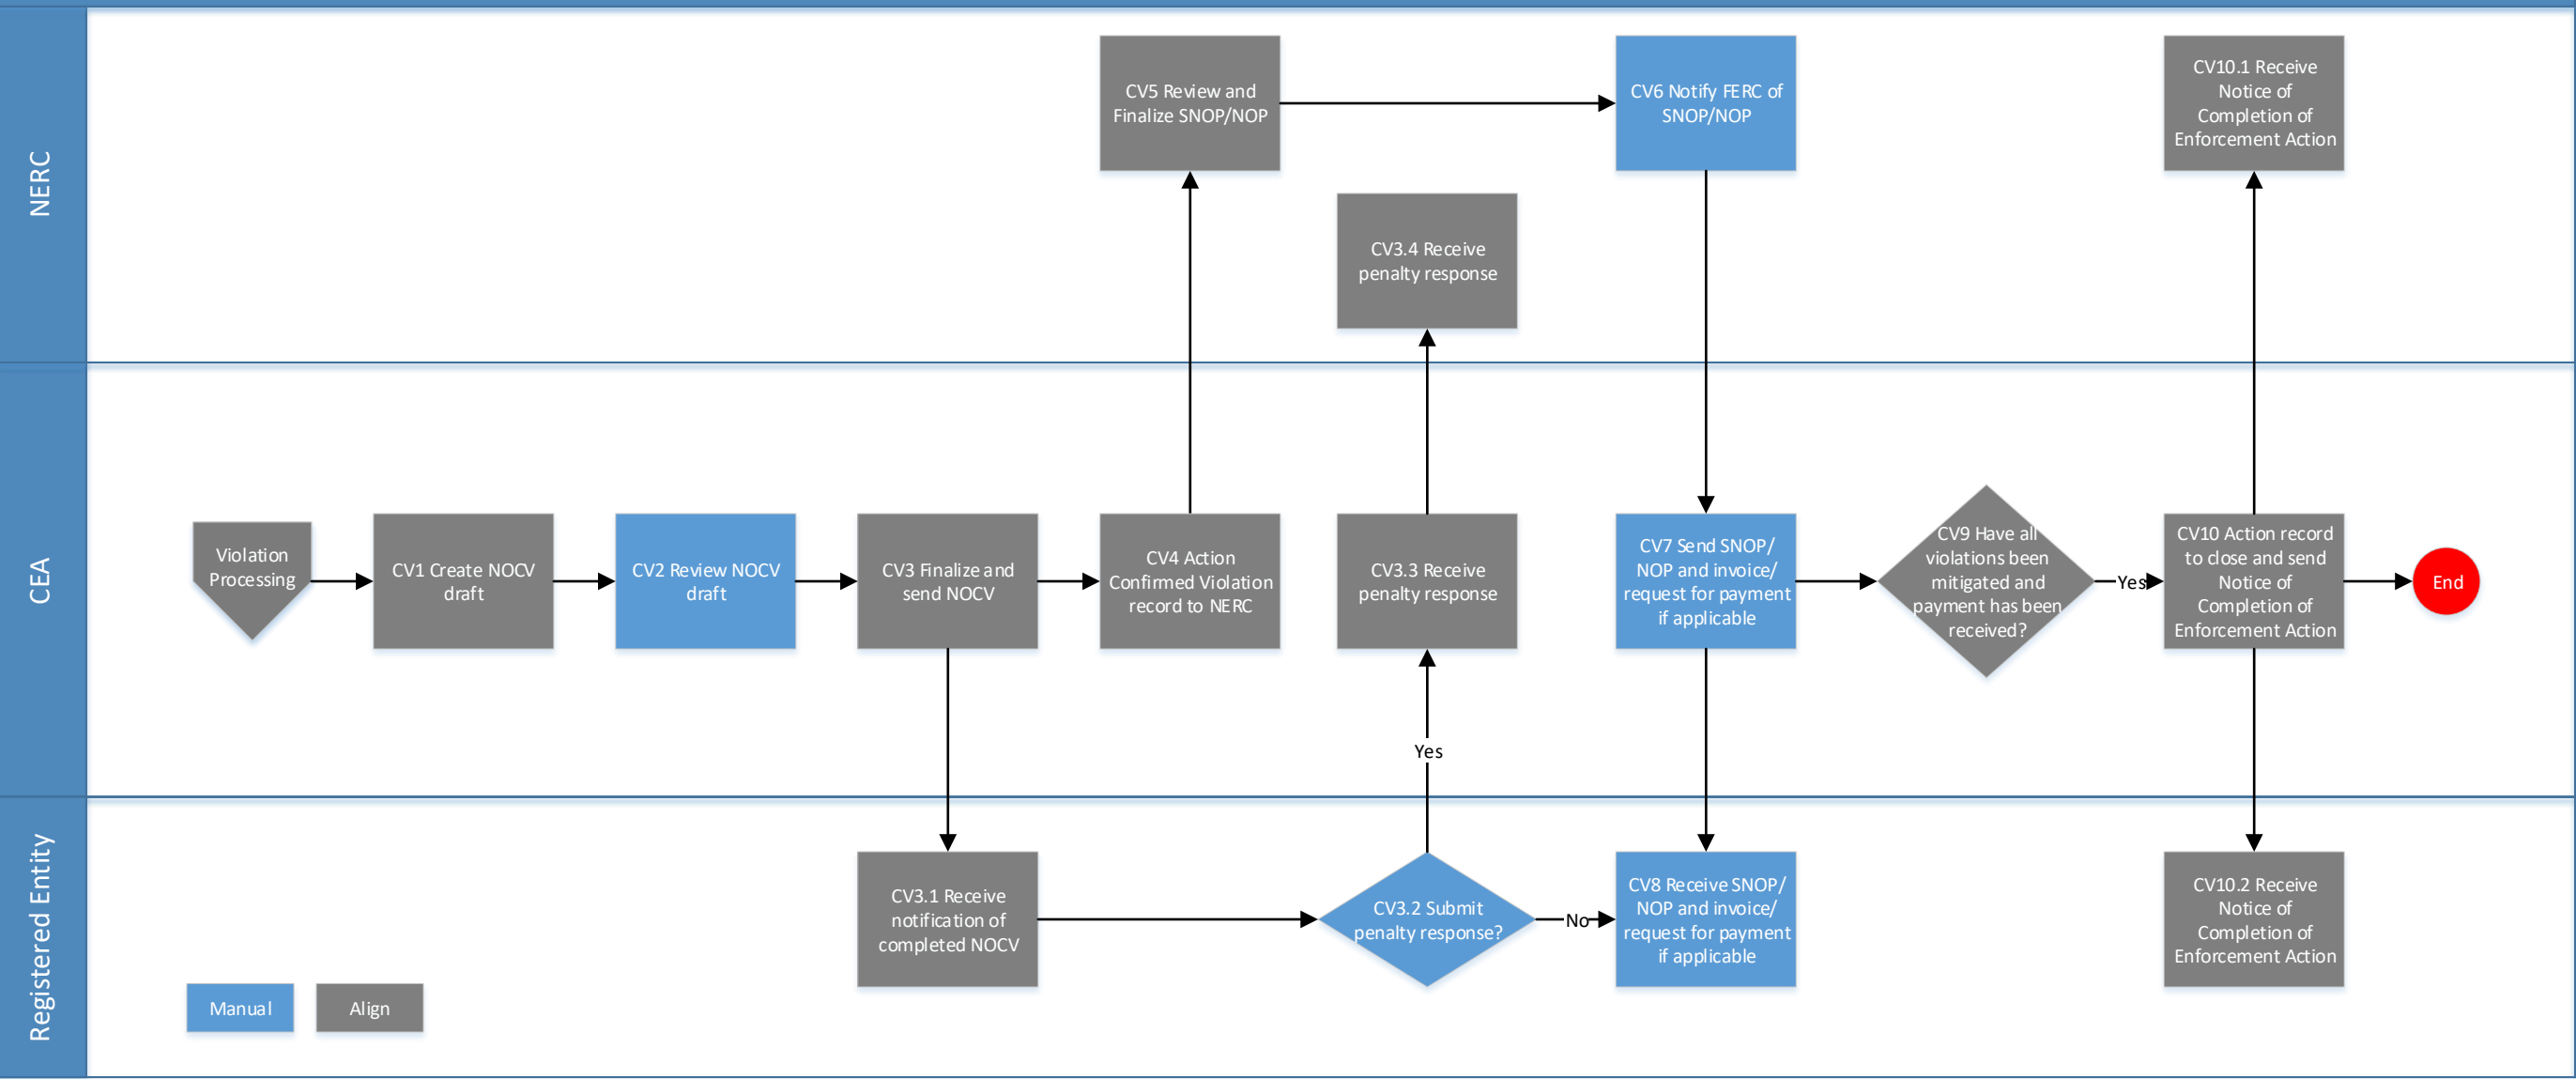 NERC
CV5 Review and
Finalize SNOP/NOP
CV6 Notify FERC of
SNOP/NOP
CV10.1 Receive
Notice of
Completion of
Enforcement Action
CV3.4 Receive
penalty response
CEA
Violation
Processing
CV1 Create NOCV
draft
CV2 Review NOCV
draft
CV3 Finalize and
send NOCV
CV4 Action
Confirmed Violation
record to NERC
CV3.3 Receive
penalty response
CV7 Send SNOP/
NOP and invoice/
request for payment
if applicable
CV9 Have all
violations been
mitigated and
payment has been
received?
Yes
CV10 Action record
to close and send
Notice of
Completion of
Enforcement Action
End
Yes
Registered Entity
CV3.1 Receive
notification of
completed NOCV
CV3.2 Submit
penalty response?
No
CV8 Receive SNOP/
NOP and invoice/
request for payment
if applicable
CV10.2 Receive
Notice of
Completion of
Enforcement Action
Manual
Align